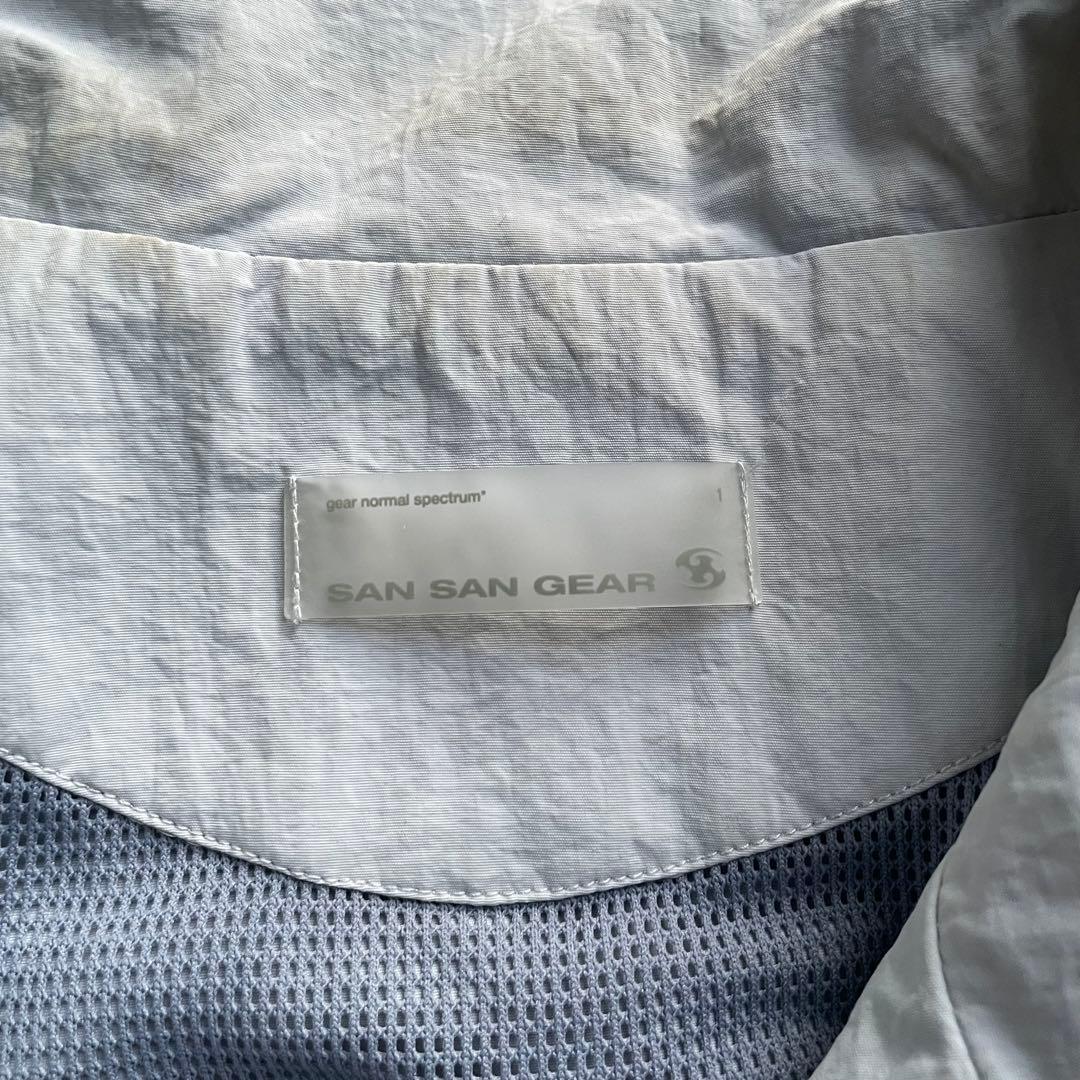 gear normal spectrum"
1
SAN SAN GEAR